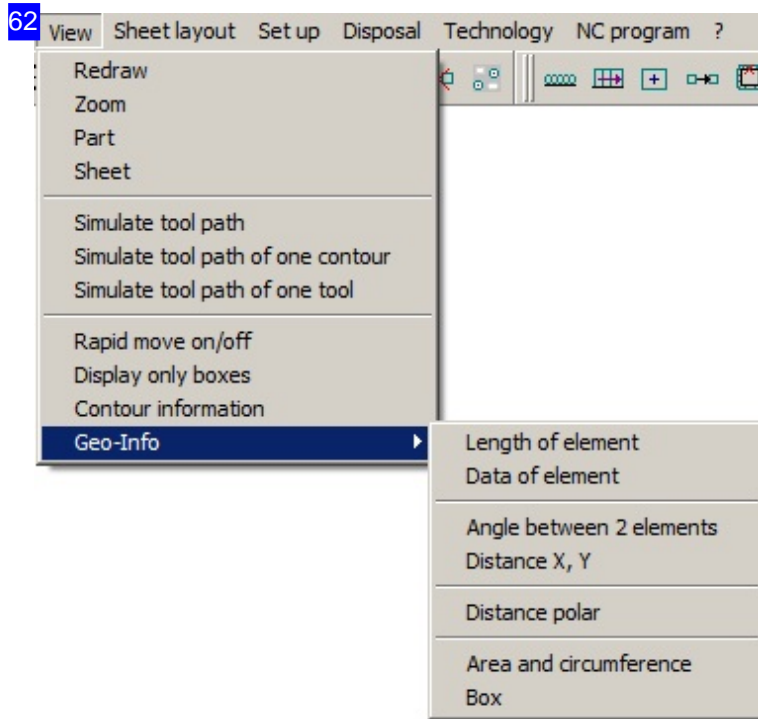 62
View Sheet layout Set up Disposal Technology NC program ?
Redraw
Zoom
Part
Sheet
Simulate tool path
Simulate tool path of one contour
Simulate tool path of one tool
Rapid move on/off
Display only boxes
Contour information
Geo-Info
Length of element
Data of element
Angle between 2 elements
Distance X, Y
Distance polar
Area and circumference
Box